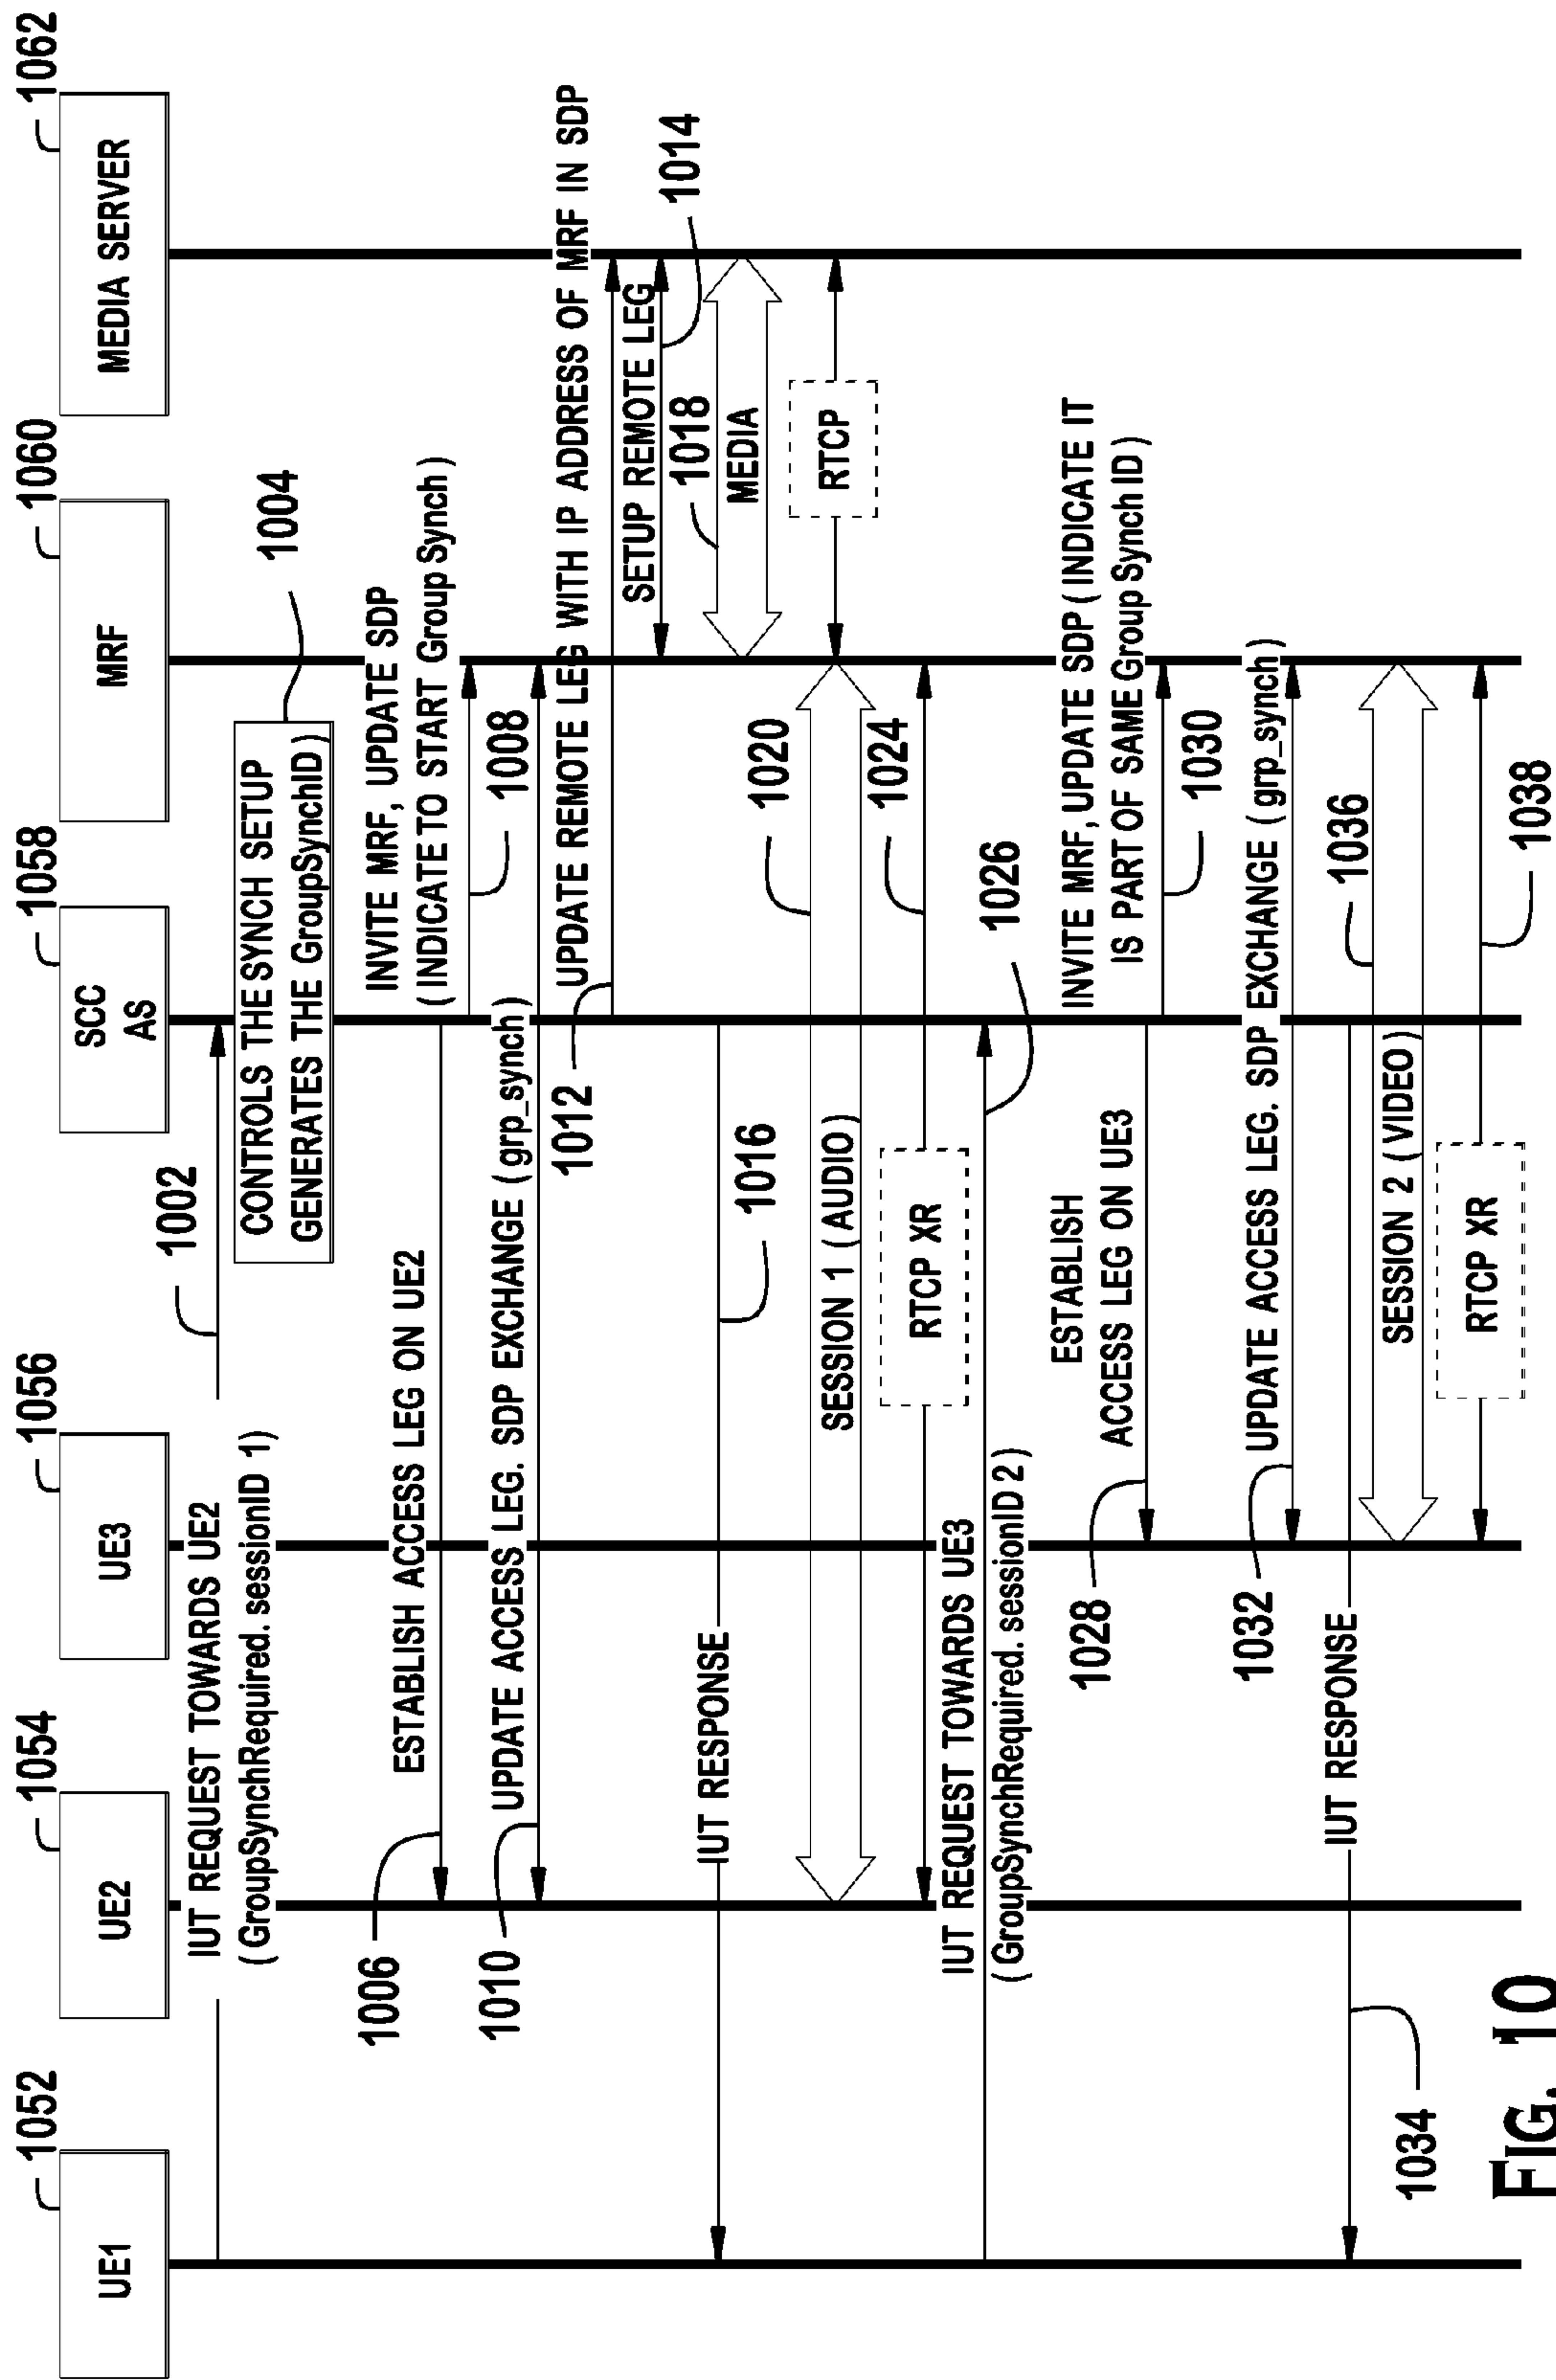 1052
1054
1056
1058
1060
1062
UE1
UE2
UE3
SCC
AS
MRF
MEDIA SERVER
IUT REQUEST TOWARDS UE2
(GroupSynchRequired. sessionID 1)
1002
CONTROLS THE SYNCH SETUP
GENERATES THE GroupSynchID)
1004
1006
ESTABLISH ACCESS LEG ON UE2
INVITE MRF, UPDATE SDP
(INDICATE TO START Group Synch)
1008
1010
UPDATE ACCESS LEG. SDP EXCHANGE (grp_synch)
1012
UPDATE REMOTE LEG WITH IP ADDRESS OF MRF IN SDP
SETUP REMOTE LEG
1014
IUT RESPONSE
1016
1018
MEDIA
SESSION 1 (AUDIO)
1020
RTCP
RTCP XR
1024
IUT REQUEST TOWARDS UE3
(GroupSynchRequired. sessionID 2)
1026
ESTABLISH
ACCESS LEG ON UE3
1028
INVITE MRF, UPDATE SDP (INDICATE IT
IS PART OF SAME Group Synch ID)
1030
1032
UPDATE ACCESS LEG. SDP EXCHANGE (grp_synch)
IUT RESPONSE
1034
SESSION 2 (VIDEO)
1036
RTCP XR
1038
FIG. 10